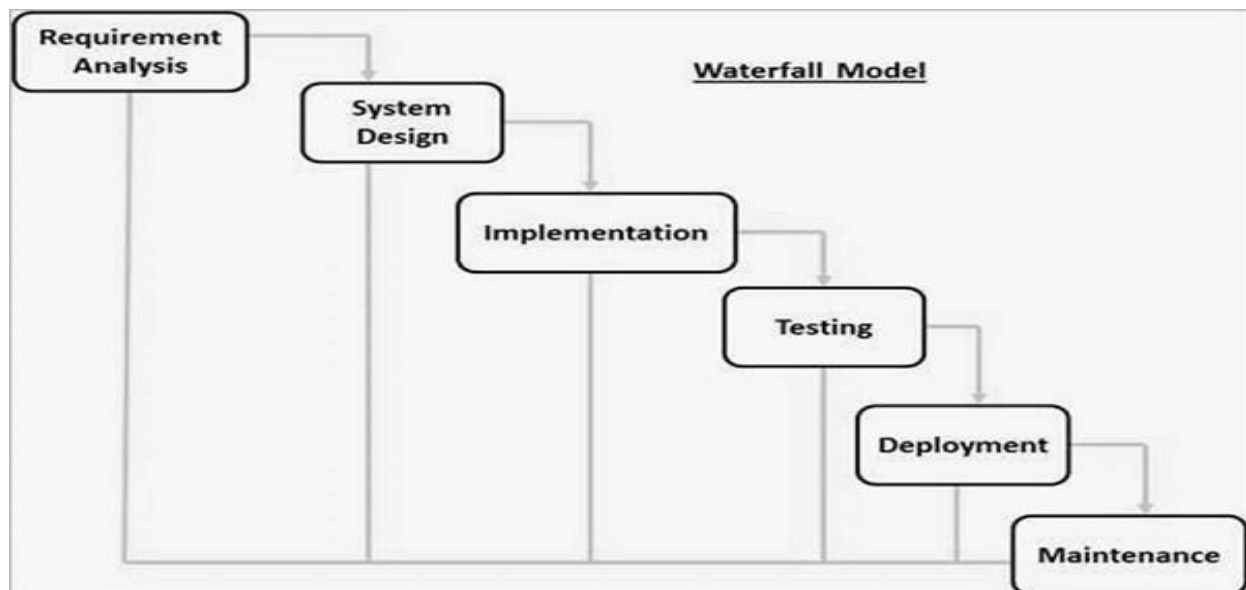 Requirement
Analysis
Waterfall Model
System
Design
Implementation
Testing
Deployment
Maintenance